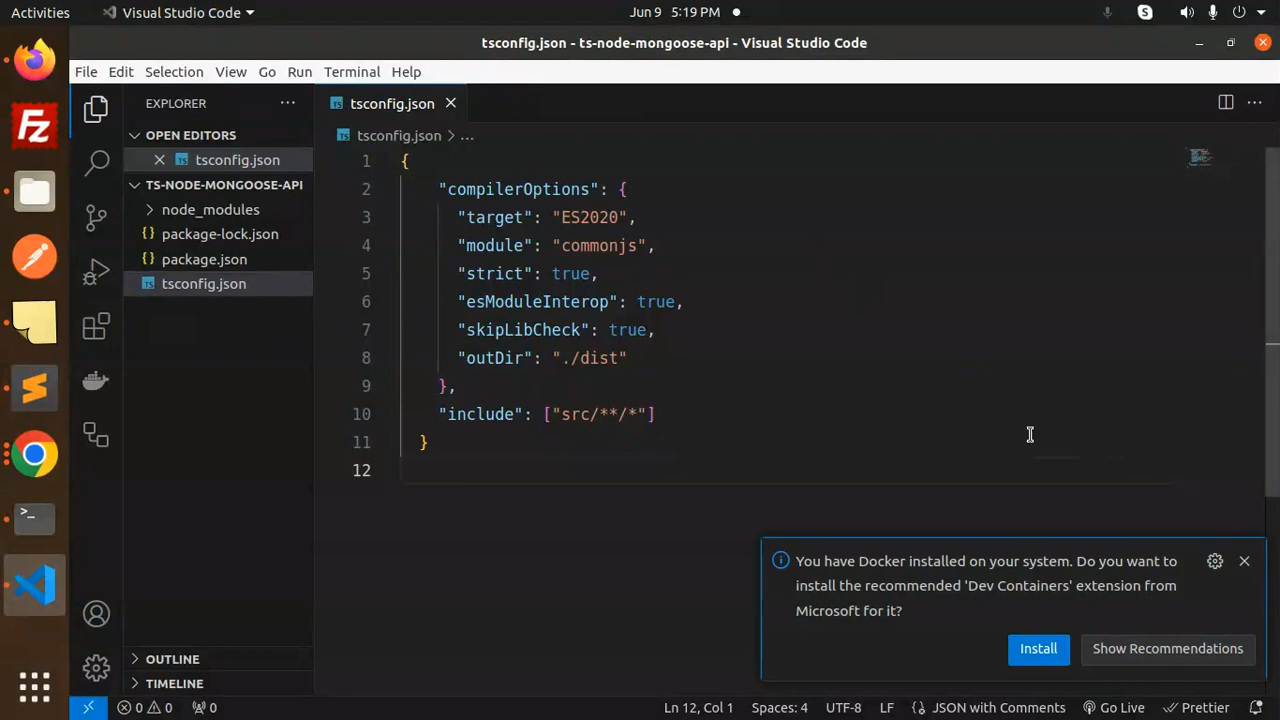 Activities
Visual Studio Code
Jun 9 5:19 PM
S
tsconfig.json - ts-node-mongoose-api - Visual Studio Code
File Edit Selection View Go Run Terminal Help
EXPLORER
OPEN EDITORS
TS tsconfig.json
TS-NODE-MONGOOSE-API
node_modules
{} package-lock.json
{} package.json
TS tsconfig.json
OUTLINE
TIMELINE
Fz
>_
TS tsconfig.json
TS tsconfig.json > ...
1 {
2 "compilerOptions": {
3 "target": "ES2020",
4 "module": "commonjs",
5 "strict": true,
6 "esModuleInterop": true,
7 "skipLibCheck": true,
8 "outDir": "./dist"
9 },
10 "include": ["src/**/*"]
11 }
12
You have Docker installed on your system. Do you want to
install the recommended 'Dev Containers' extension from
Microsoft for it?
Install
Show Recommendations
0 0 0
Ln 12, Col 1 Spaces: 4 UTF-8 LF {} JSON with Comments Go Live Prettier